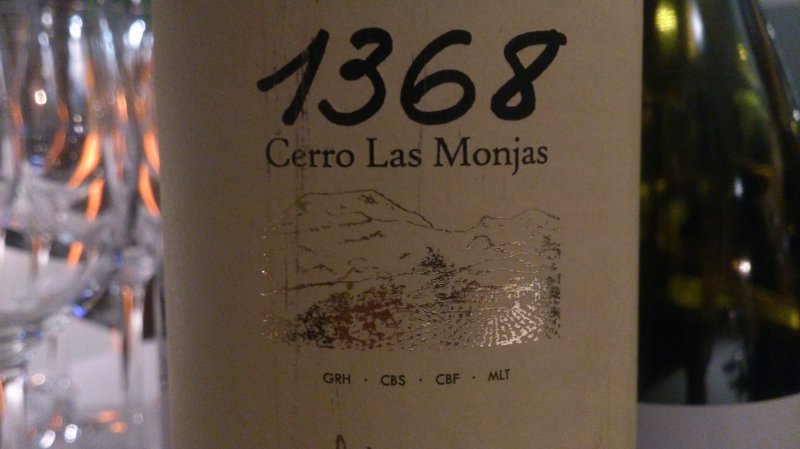 1368
Cerro Las Monjas
GRH · CBS · CBF · MLT